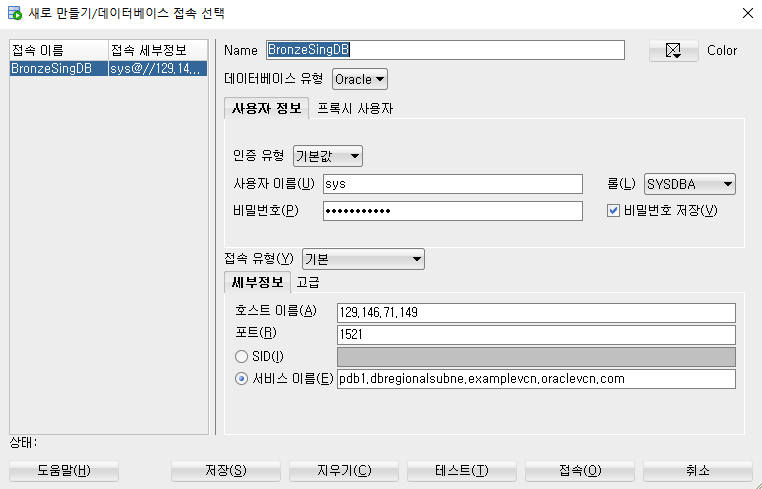 새로 만들기/데이터베이스 접속 선택
접속 이름 접속 세부정보
BronzeSingDB sys@//129,14...
Name BronzeSingDB Color
데이터베이스 유형 Oracle
사용자 정보 프록시 사용자
인증 유형 기본값
사용자 이름(U) sys 롤(L) SYSDBA
비밀번호(P) ●●●●●●●●●●● 비밀번호 저장(V)
접속 유형(Y) 기본
세부정보 고급
호스트 이름(A) 129,146,71,149
포트(R) 1521
SID(I)
서비스 이름(E) pdb1,dbregionalsubne,examplevcn,oraclevcn,com
상태:
도움말(H) 저장(S) 지우기(C) 테스트(T) 접속(O) 취소